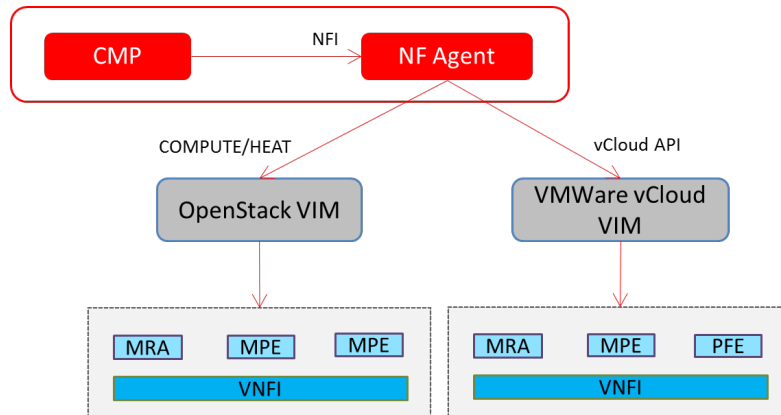 NFI
CMP
NF Agent
COMPUTE/HEAT
vCloud API
OpenStack VIM
VMWare vCloud
VIM
MRA
MPE
MPE
VNFI
MRA
MPE
PFE
VNFI